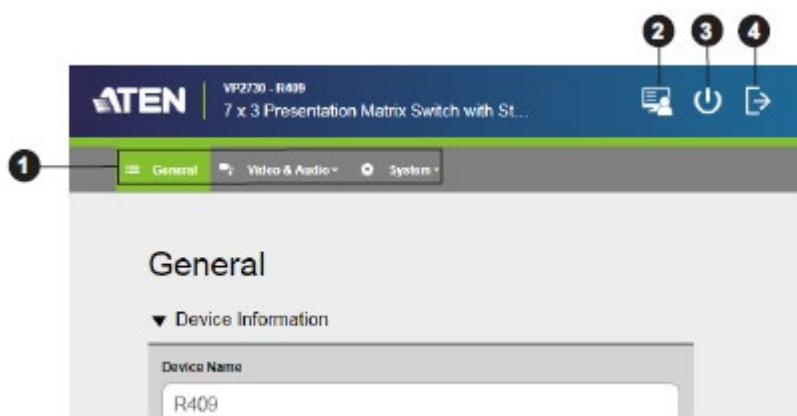 2 3 4
ATEN
VP2730 - R409
7 x 3 Presentation Matrix Switch with St...
1
General Video & Audio System
General
Device Information
Device Name
R409